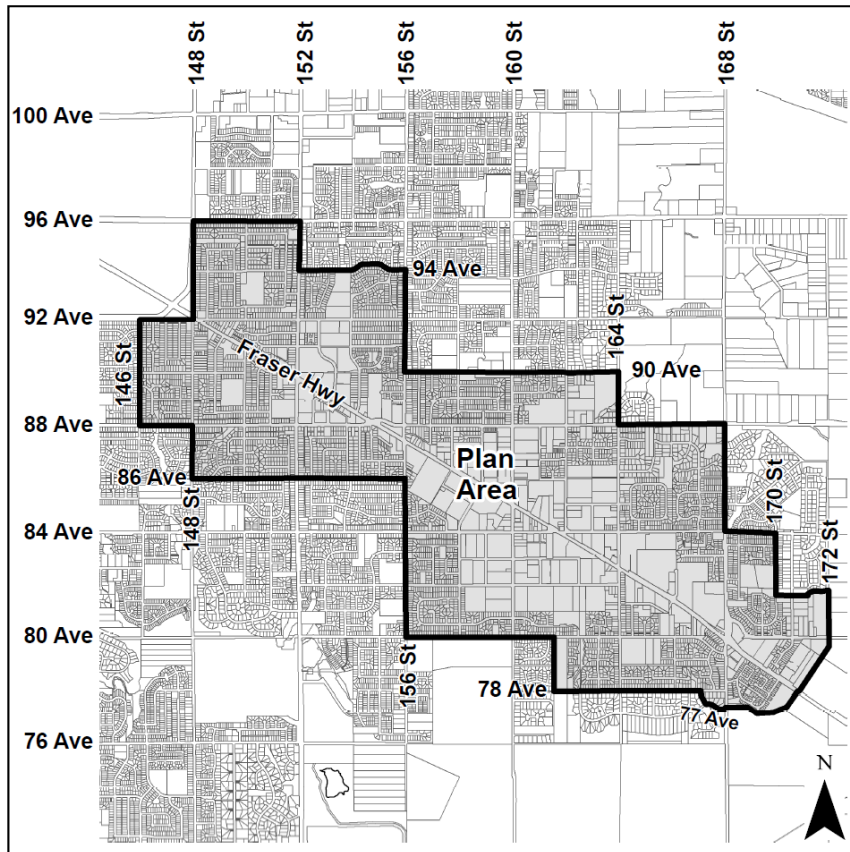 148 St
152 St
156 St
160 St
168 St
100 Ave
96 Ave
94 Ave
92 Ave
164 St
Fraser Hwy
146 St
90 Ave
88 Ave
Plan
Area
86 Ave
170 St
148 St
84 Ave
172 St
80 Ave
156 St
78 Ave
77 Ave
76 Ave
N